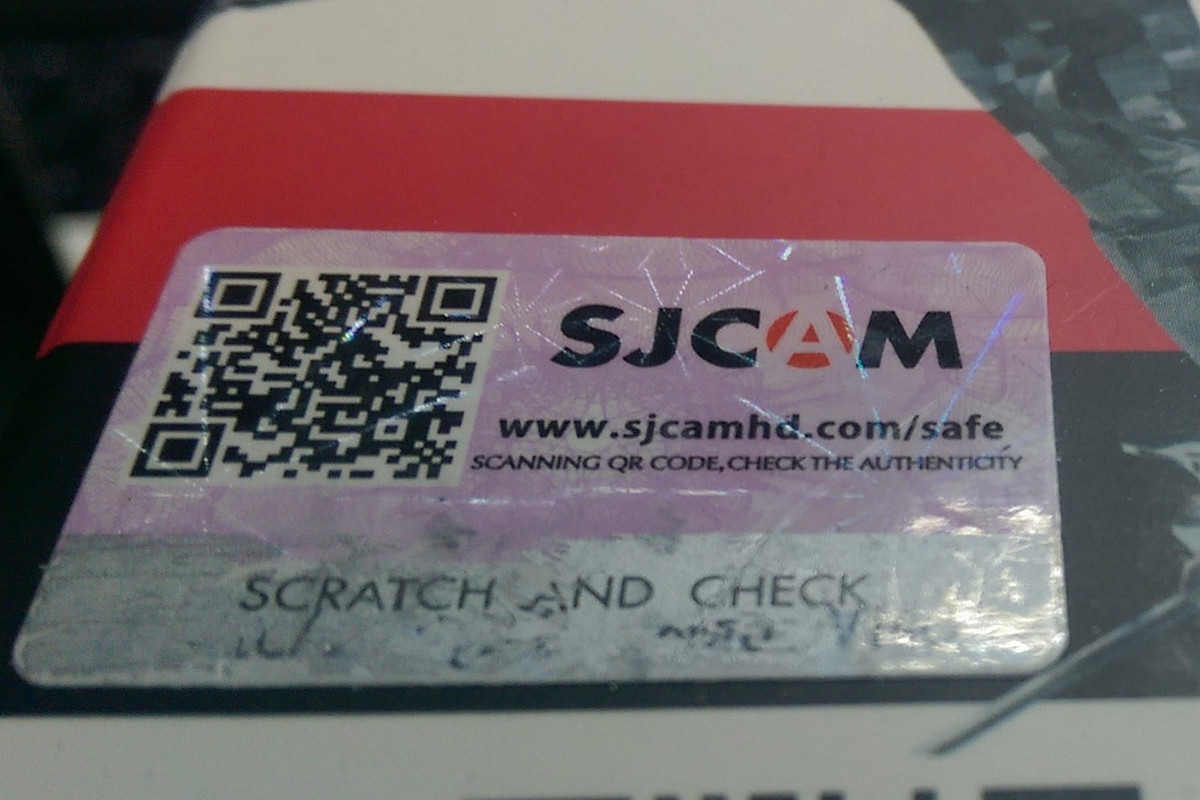 SJCAM
www.sjcamhd.com/safe
SCANNING QR CODE, CHECK THE AUTHENTICITY
SCRATCH AND CHECK